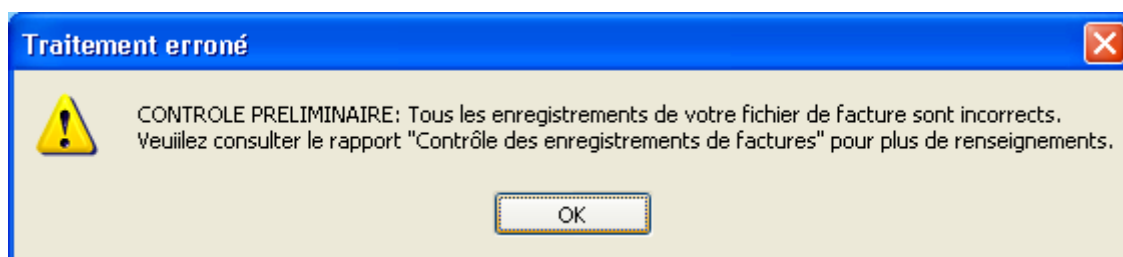 Traitement erroné
CONTROLE PRELIMINAIRE: Tous les enregistrements de votre fichier de facture sont incorrects.
Veuiilez consulter le rapport "Contrôle des enregistrements de factures" pour plus de renseignements.
OK